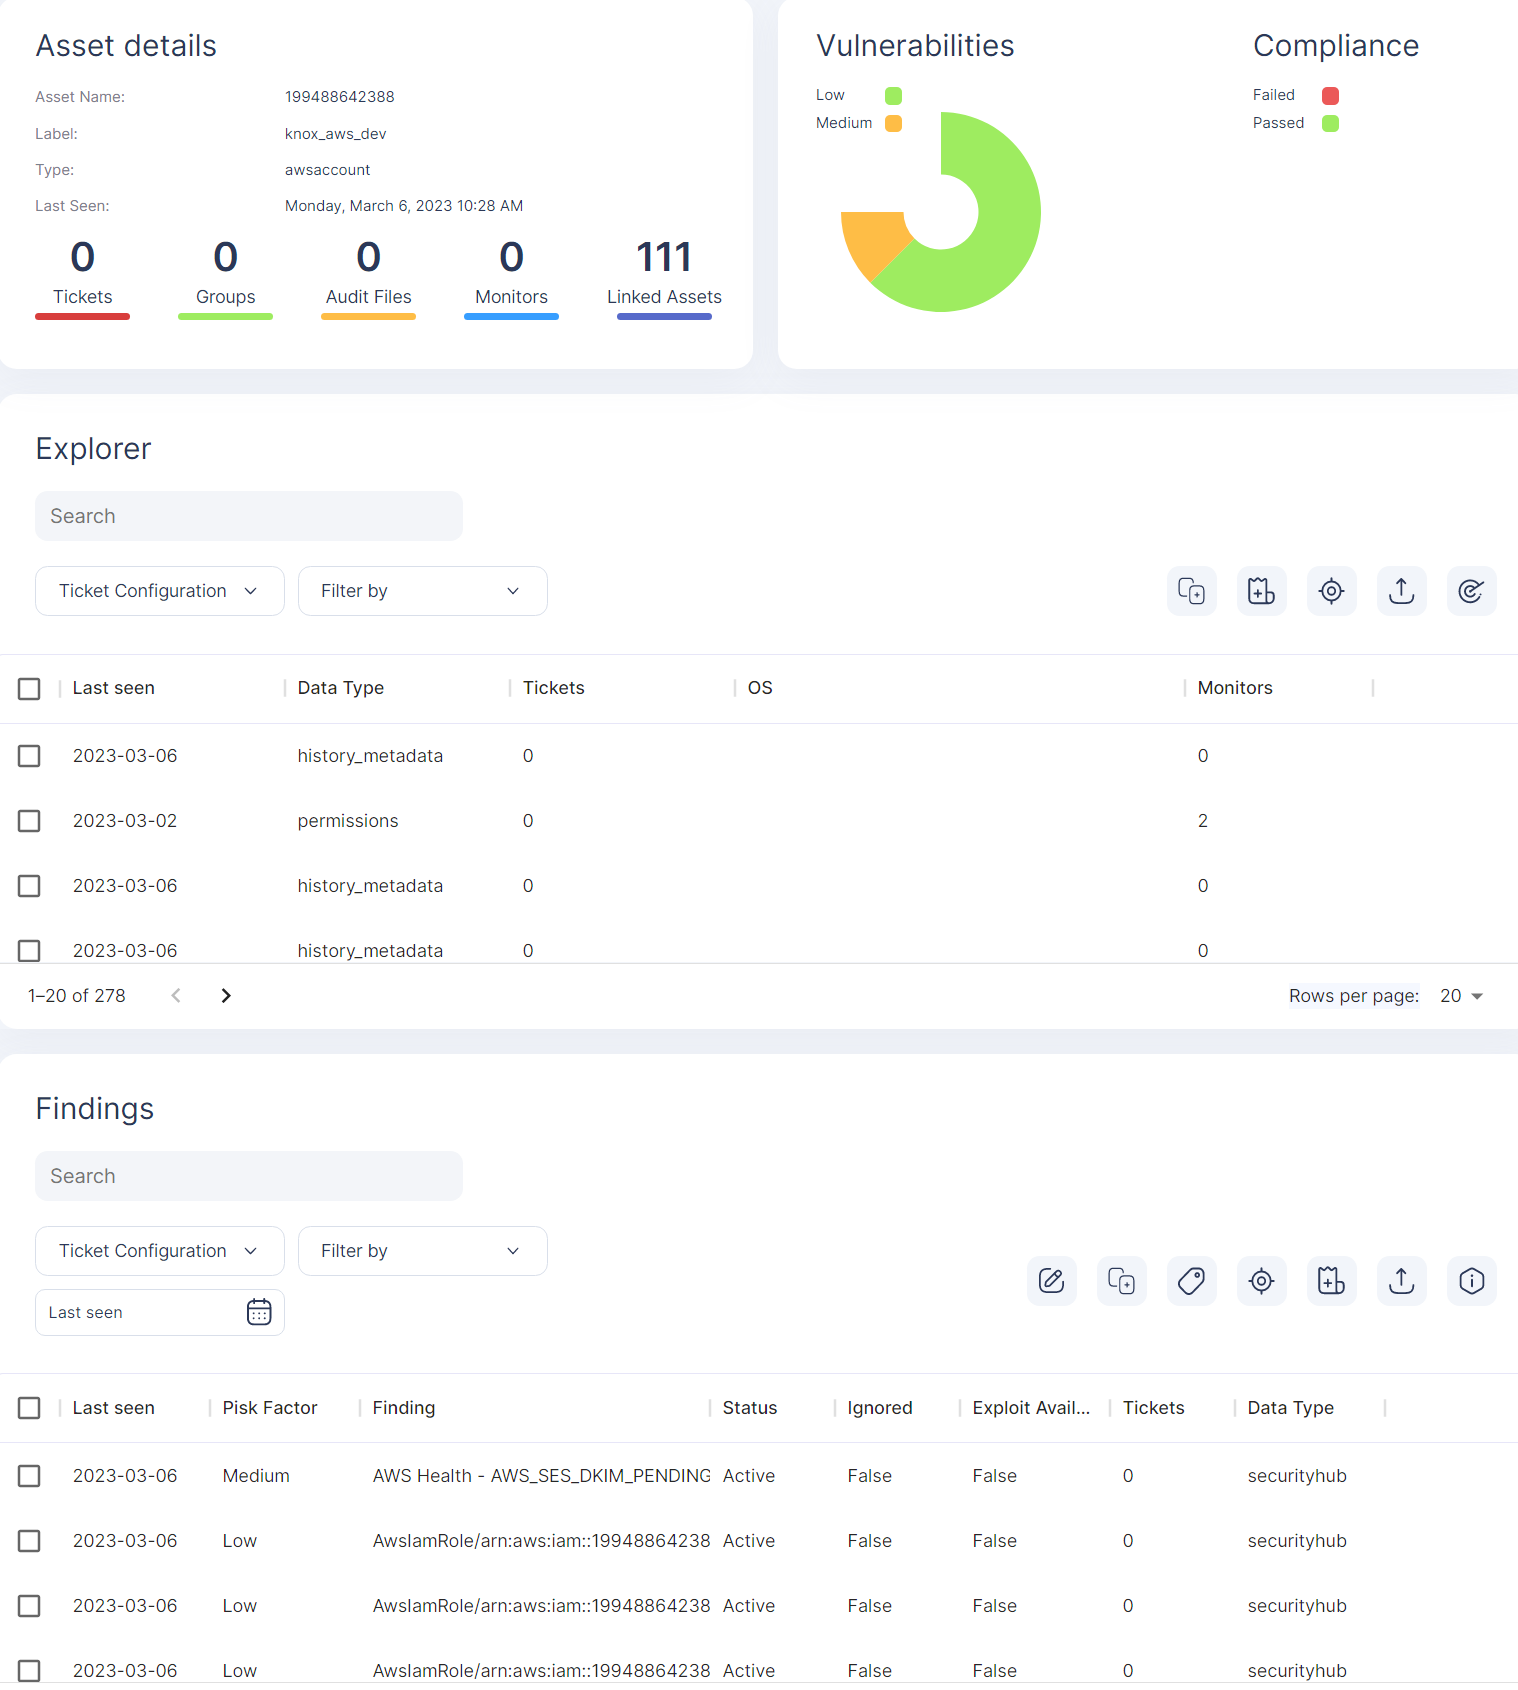 Asset details
Asset Name: 199488642388
Label: knox_aws_dev
Type: awsaccount
Last Seen: Monday, March 6, 2023 10:28 AM
0 0 0 0 111
Tickets Groups Audit Files Monitors Linked Assets
Vulnerabilities
Low
Medium
Compliance
Failed
Passed
Explorer
Search
Ticket Configuration Filter by
Last seen Data Type Tickets OS Monitors
2023-03-06 history_metadata 0 0
2023-03-02 permissions 0 2
2023-03-06 history_metadata 0 0
2023-03-06 history_metadata 0 0
1–20 of 278 Rows per page: 20
Findings
Search
Ticket Configuration Filter by
Last seen
Last seen Pisk Factor Finding Status Ignored Exploit Avail... Tickets Data Type
2023-03-06 Medium AWS Health - AWS_SES_DKIM_PENDING Active False False 0 securityhub
2023-03-06 Low AwsIamRole/arn:aws:iam::19948864238 Active False False 0 securityhub
2023-03-06 Low AwsIamRole/arn:aws:iam::19948864238 Active False False 0 securityhub
2023-03-06 Low AwsIamRole/arn:aws:iam::19948864238 Active False False 0 securityhub